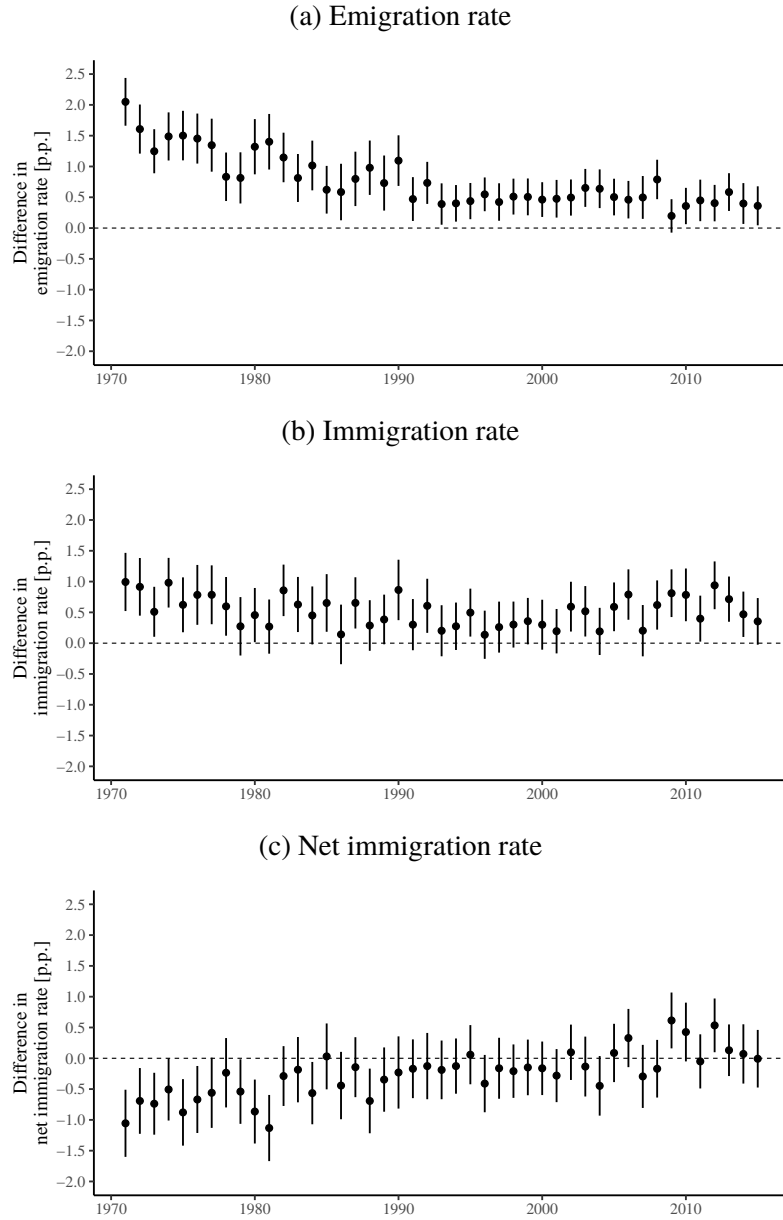 (a) Emigration rate
2.5
2.0
1.5
1.0
0.5
0.0
−0.5
−1.0
−1.5
−2.0
Difference in
emigration rate [p.p.]
1970 1980 1990 2000 2010
(b) Immigration rate
2.5
2.0
1.5
1.0
0.5
0.0
−0.5
−1.0
−1.5
−2.0
Difference in
immigration rate [p.p.]
1970 1980 1990 2000 2010
(c) Net immigration rate
2.5
2.0
1.5
1.0
0.5
0.0
−0.5
−1.0
−1.5
−2.0
Difference in
net immigration rate [p.p.]
1970 1980 1990 2000 2010